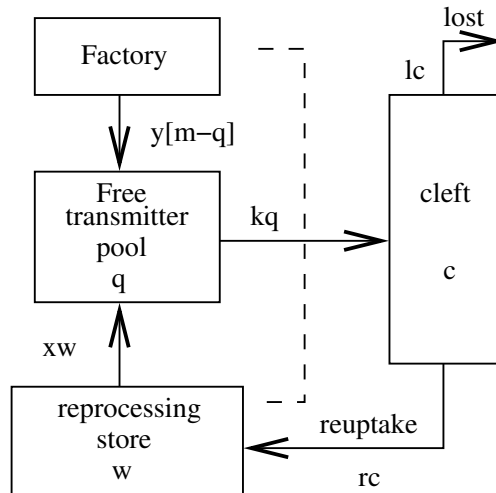 lost
Factory
lc
y[m-q]
Free
transmitter
pool
q
kq
cleft
c
xw
reprocessing
store
w
reuptake
rc